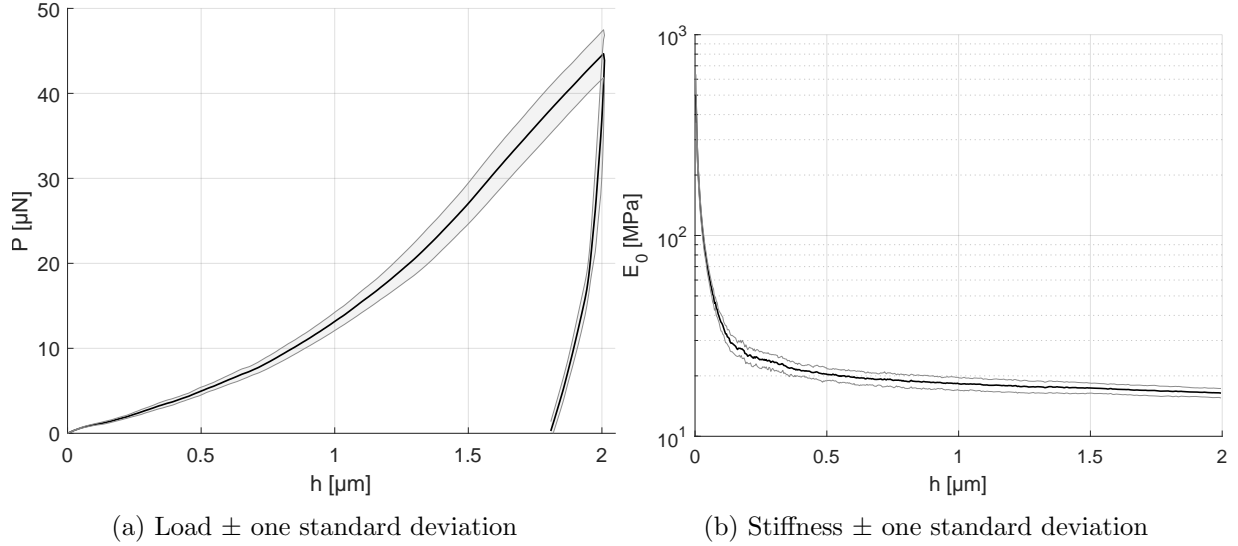 50
40
30
20
10
0
P [μN]
0 0.5 1 1.5 2
h [μm]
(a) Load ± one standard deviation
10³
10²
10¹
E₀ [MPa]
0 0.5 1 1.5 2
h [μm]
(b) Stiffness ± one standard deviation